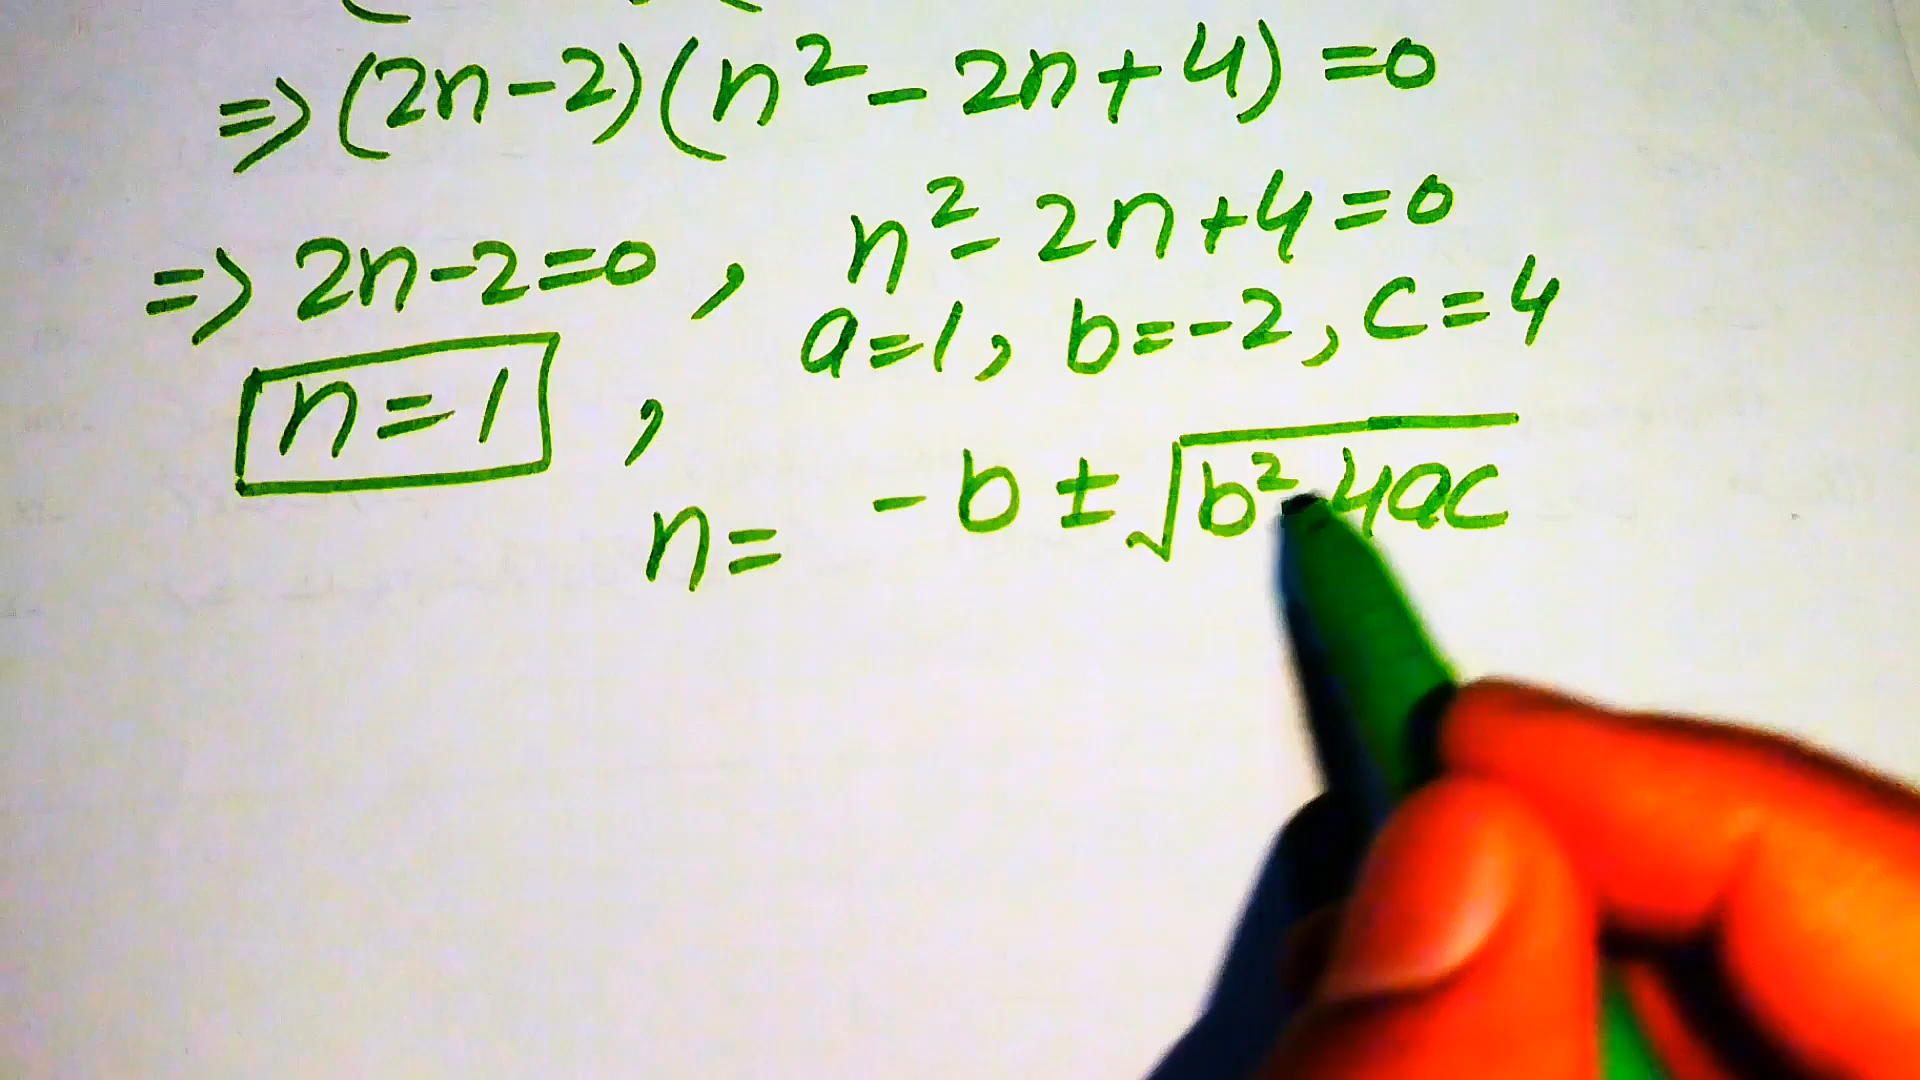 ⇒ (2n-2)(n² - 2n + 4) = 0
⇒ 2n-2=0 , n² - 2n + 4 = 0
a=1, b=-2, c=4
n=1 ,
n= -b ± √b² 4ac